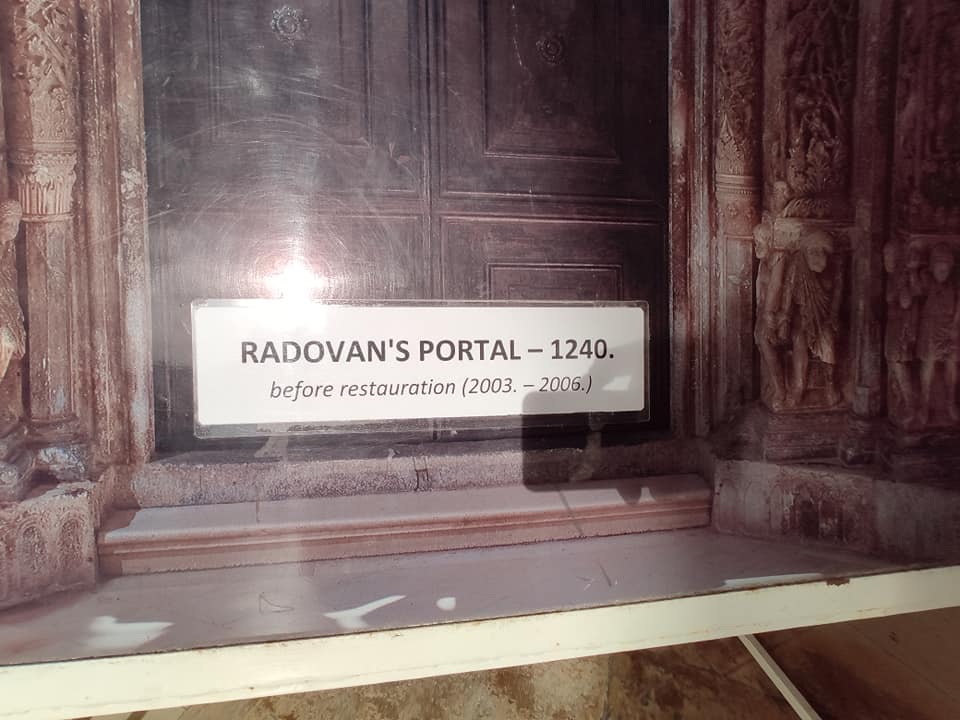 RADOVAN'S PORTAL – 1240.
before restauration (2003. – 2006.)